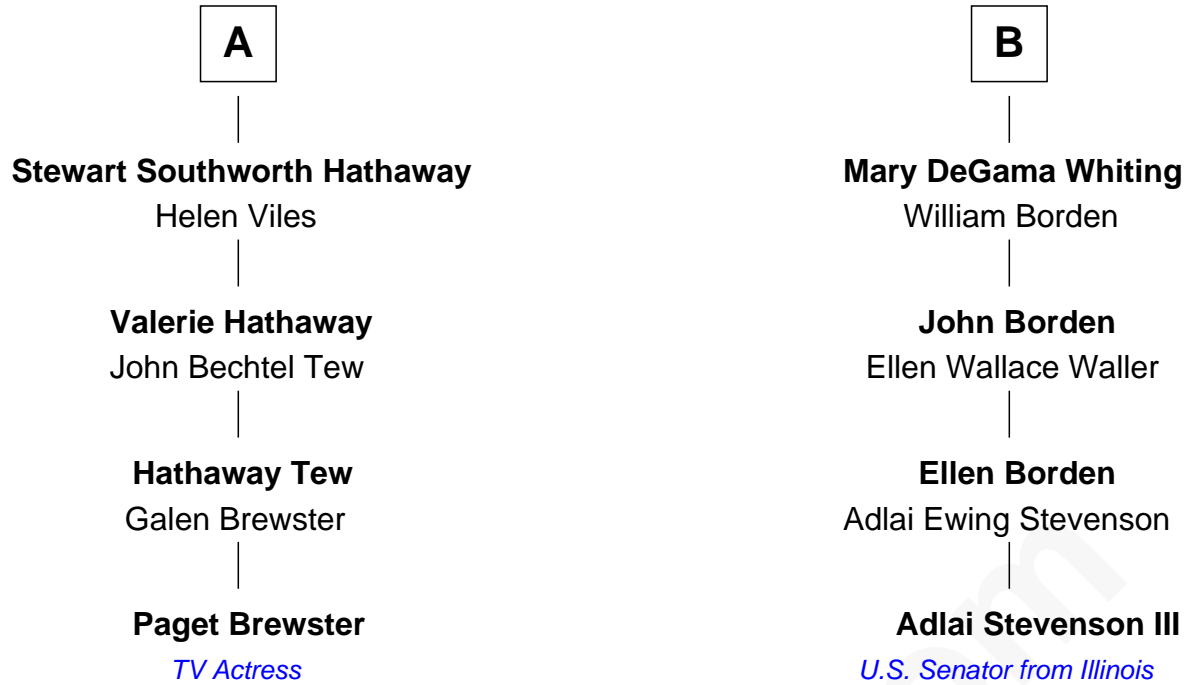 A
B
Stewart Southworth Hathaway
Mary DeGama Whiting
Helen Viles
William Borden
Valerie Hathaway
John Borden
John Bechtel Tew
Ellen Wallace Waller
Hathaway Tew
Ellen Borden
Galen Brewster
Adlai Ewing Stevenson
Paget Brewster
Adlai Stevenson III
TV Actress
U.S. Senator from Illinois